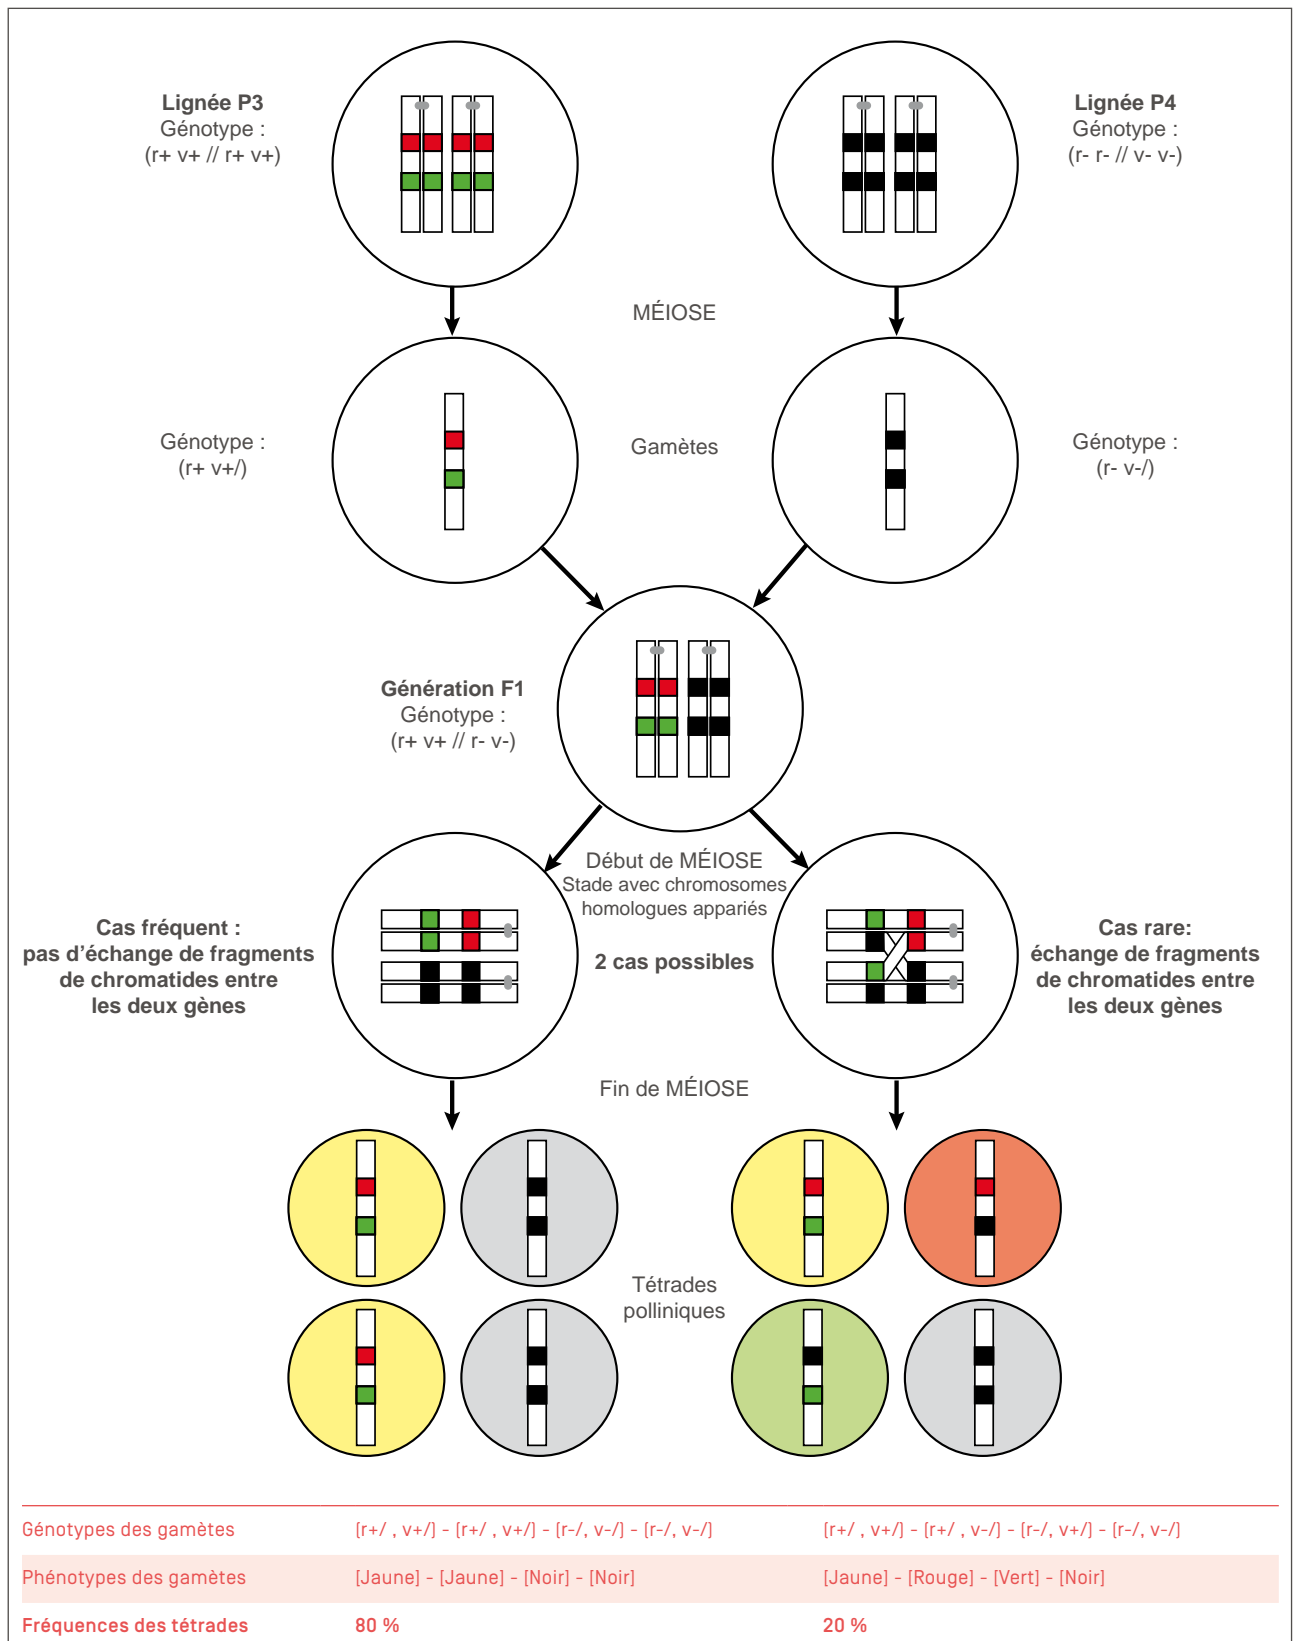 Lignée P3
Génotype :
(r+ v+ // r+ v+)
Lignée P4
Génotype :
(r- r- // v- v-)
MÉIOSE
Génotype :
(r+ v+/)
Gamètes
Génotype :
(r- v-/)
Génération F1
Génotype :
(r+ v+ // r- v-)
Début de MÉIOSE
Stade avec chromosomes
homologues appariés
2 cas possibles
Cas fréquent :
pas d'échange de fragments
de chromatides entre
les deux gènes
Cas rare:
échange de fragments
de chromatides entre
les deux gènes
Fin de MÉIOSE
Tétrades
polliniques
Génotypes des gamètes (r+/ , v+/) - (r+/ , v+/) - (r-/, v-/) - (r-/, v-/) (r+/ , v+/) - (r+/ , v-/) - (r-/, v+/) - (r-/, v-/)
Phénotypes des gamètes [Jaune] - [Jaune] - [Noir] - [Noir] [Jaune] - [Rouge] - [Vert] - [Noir]
Fréquences des tétrades 80 % 20 %